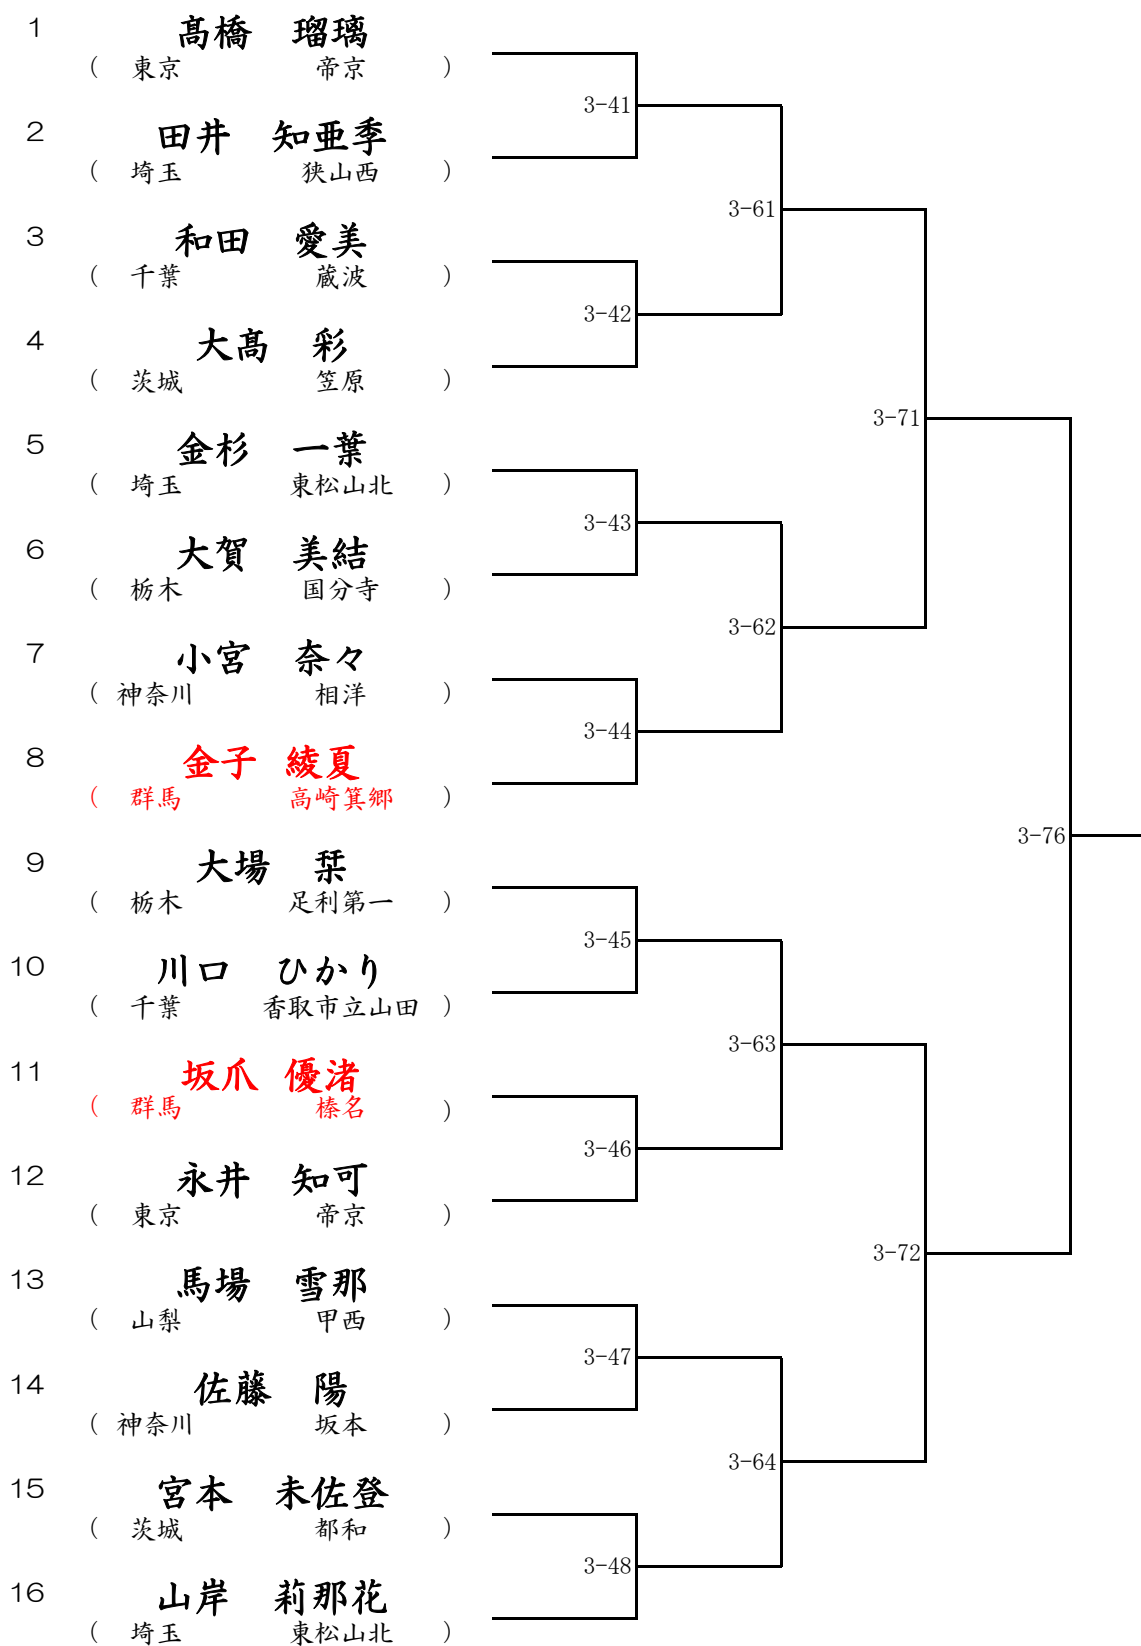 1 髙橋 瑠璃
( 東京 帝京 )
3-41
2 田井 知亜季
( 埼玉 狭山西 )
3-61
3 和田 愛美
( 千葉 蔵波 )
3-42
4 大髙 彩
( 茨城 笠原 )
3-71
5 金杉 一葉
( 埼玉 東松山北 )
3-43
6 大賀 美結
( 栃木 国分寺 )
3-62
7 小宮 奈々
( 神奈川 相洋 )
3-44
8 金子 綾夏
( 群馬 高崎箕郷 )
3-76
9 大場 栞
( 栃木 足利第一 )
3-45
10 川口 ひかり
( 千葉 香取市立山田 )
3-63
11 坂爪 優渚
( 群馬 榛名 )
3-46
12 永井 知可
( 東京 帝京 )
3-72
13 馬場 雪那
( 山梨 甲西 )
3-47
14 佐藤 陽
( 神奈川 坂本 )
3-64
15 宮本 未佐登
( 茨城 都和 )
3-48
16 山岸 莉那花
( 埼玉 東松山北 )